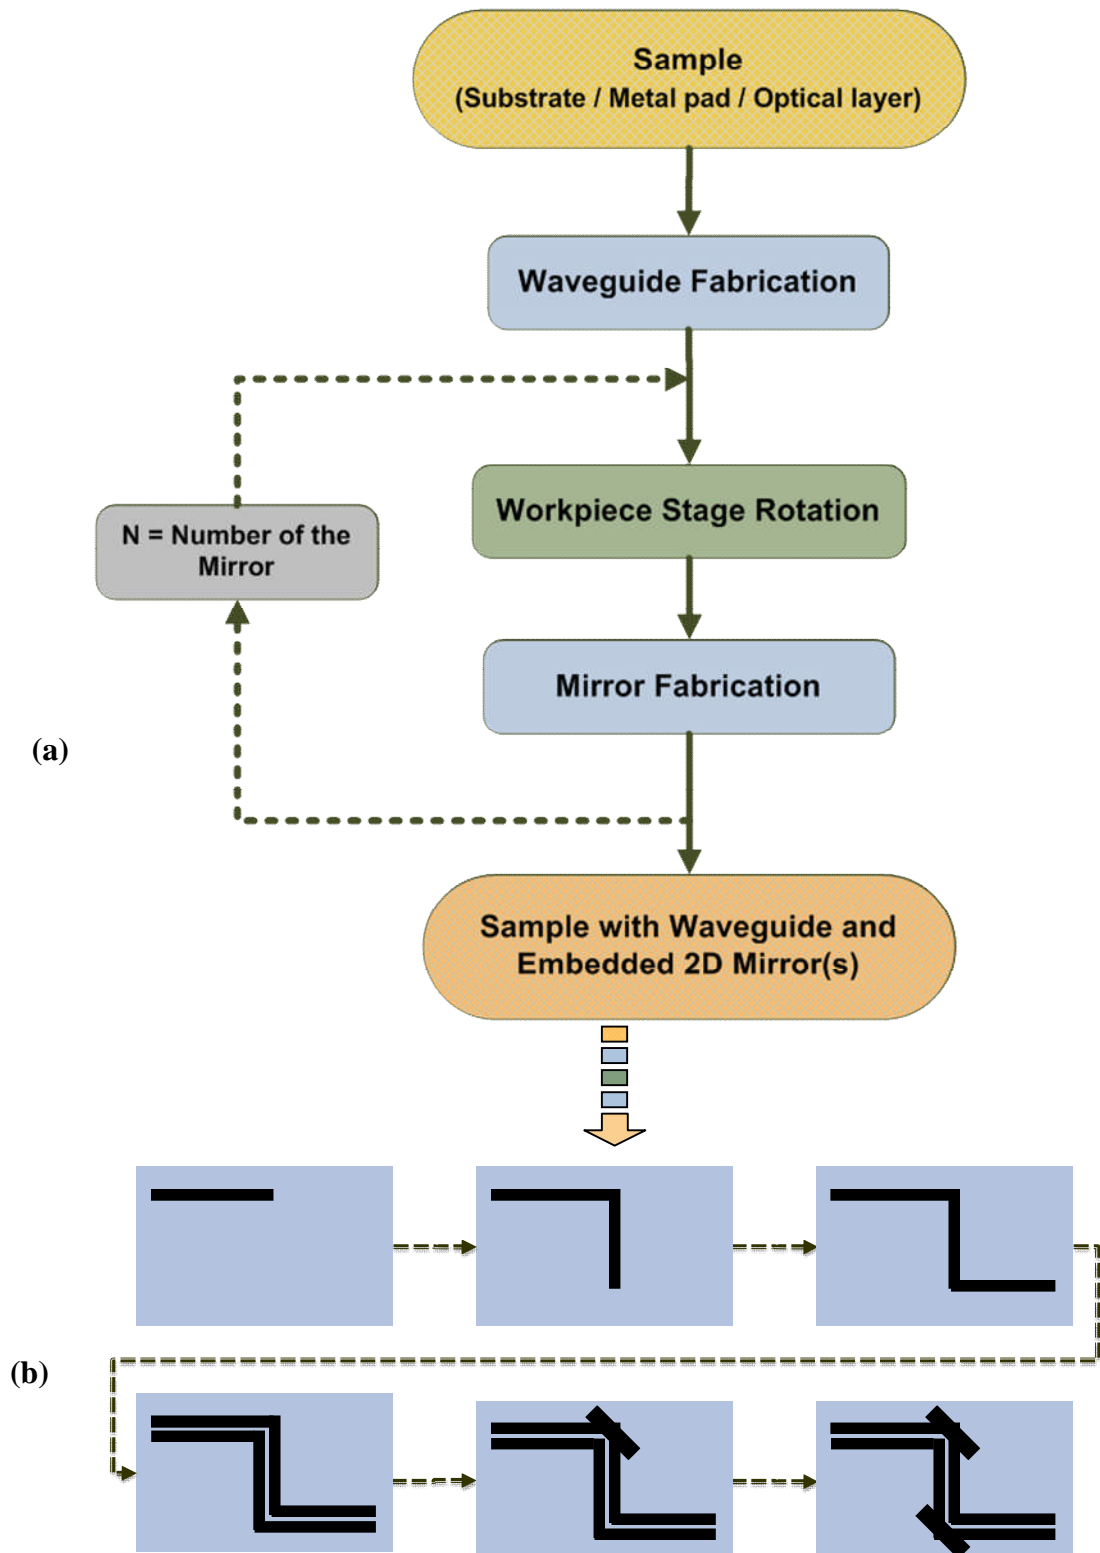 Sample
(Substrate / Metal pad / Optical layer)
Waveguide Fabrication
Workpiece Stage Rotation
N = Number of the
Mirror
Mirror Fabrication
(a)
Sample with Waveguide and
Embedded 2D Mirror(s)
(b)